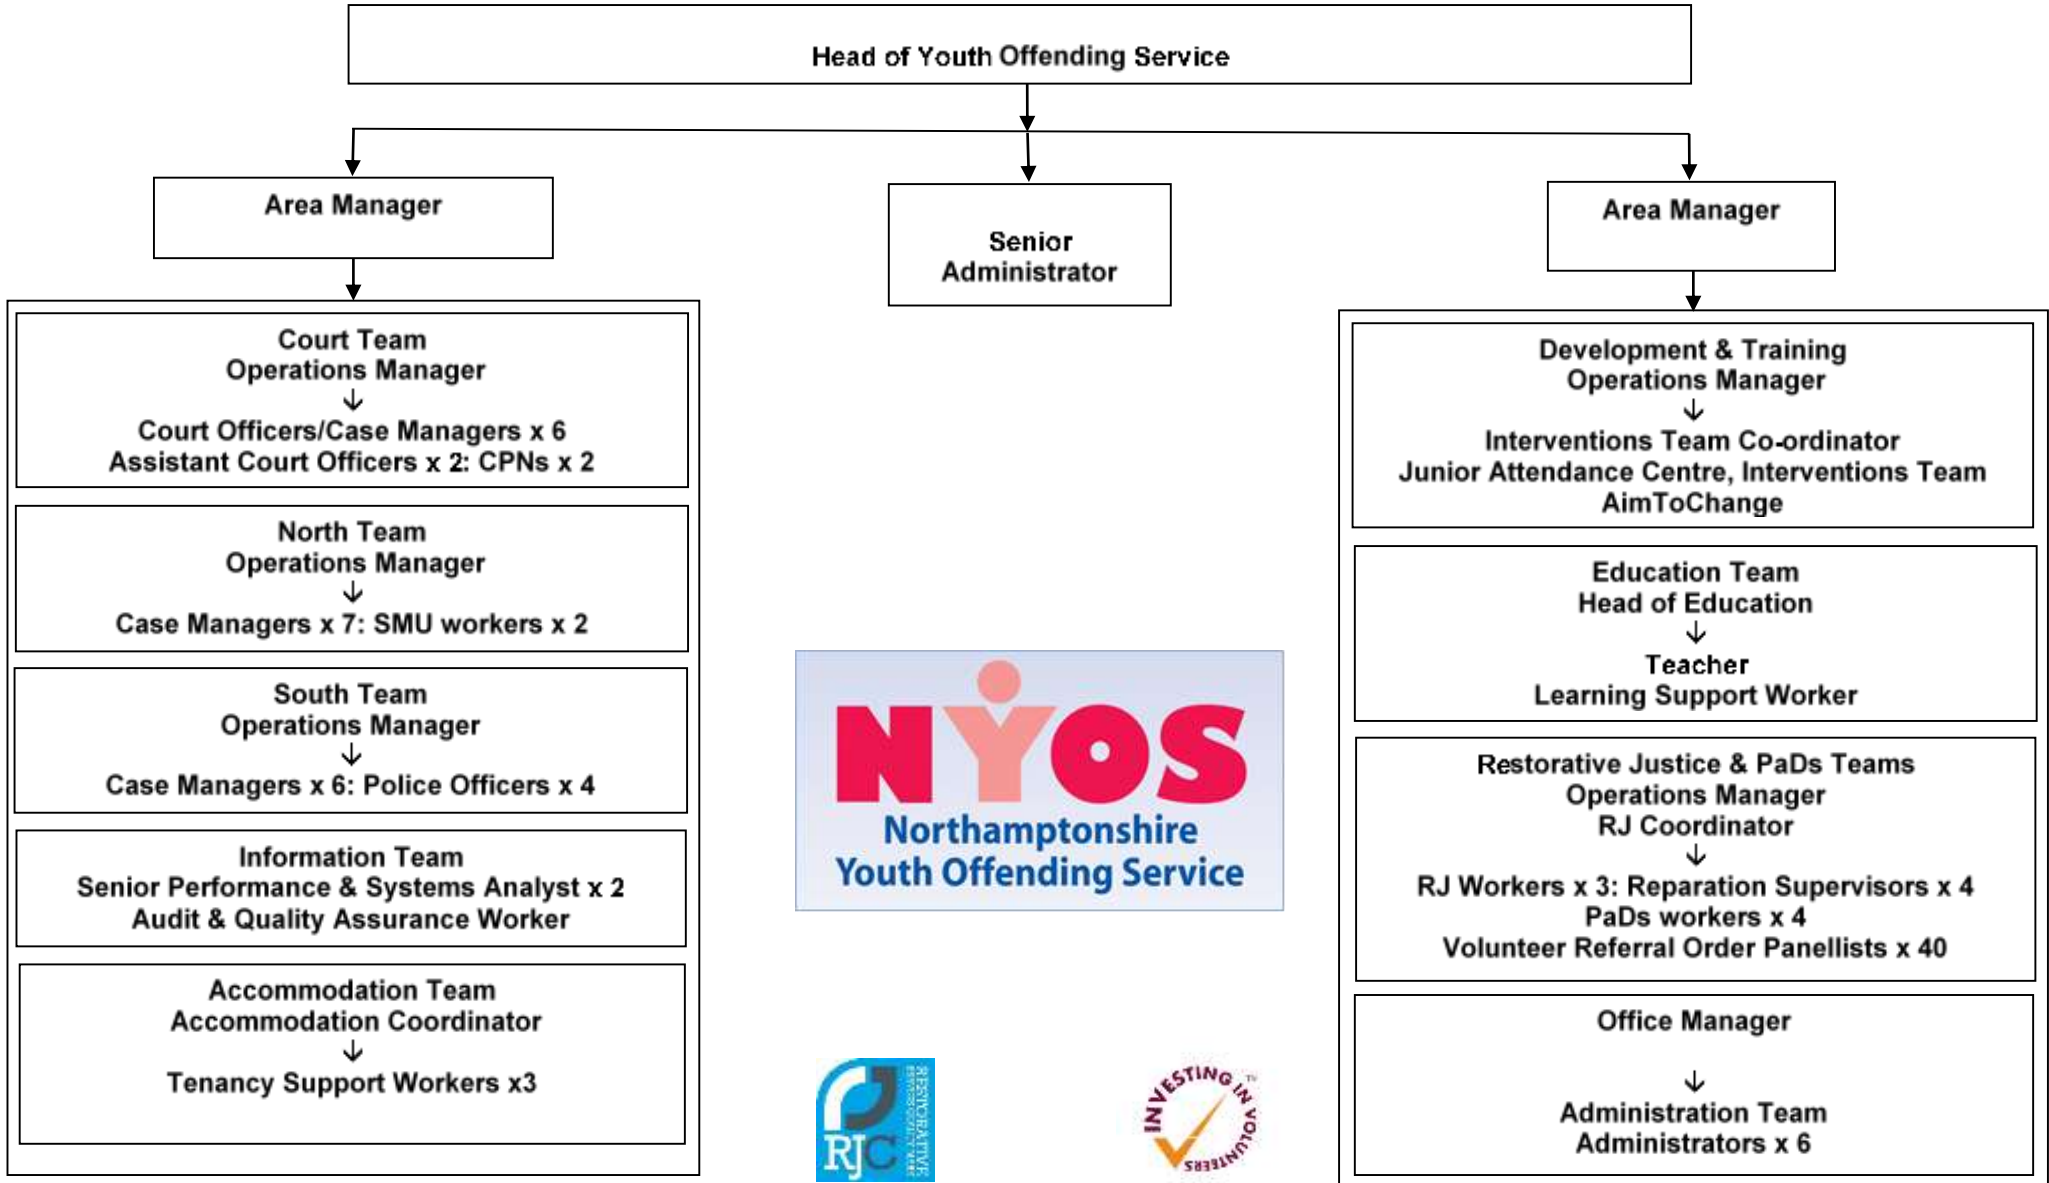 Head of Youth Offending Service
Area Manager
Senior
Administrator
Area Manager
Court Team
Operations Manager
Court Officers/Case Managers x 6
Assistant Court Officers x 2: CPNs x 2
North Team
Operations Manager
Case Managers x 7: SMU workers x 2
South Team
Operations Manager
Case Managers x 6: Police Officers x 4
Information Team
Senior Performance & Systems Analyst x 2
Audit & Quality Assurance Worker
Accommodation Team
Accommodation Coordinator
Tenancy Support Workers x3
Development & Training
Operations Manager
Interventions Team Co-ordinator
Junior Attendance Centre, Interventions Team
AimToChange
Education Team
Head of Education
Teacher
Learning Support Worker
Restorative Justice & PaDs Teams
Operations Manager
RJ Coordinator
RJ Workers x 3: Reparation Supervisors x 4
PaDs workers x 4
Volunteer Referral Order Panellists x 40
Office Manager
Administration Team
Administrators x 6
NYOS
Northamptonshire
Youth Offending Service
RJC
RESTORATIVE
INVESTING IN VOLUNTEERS